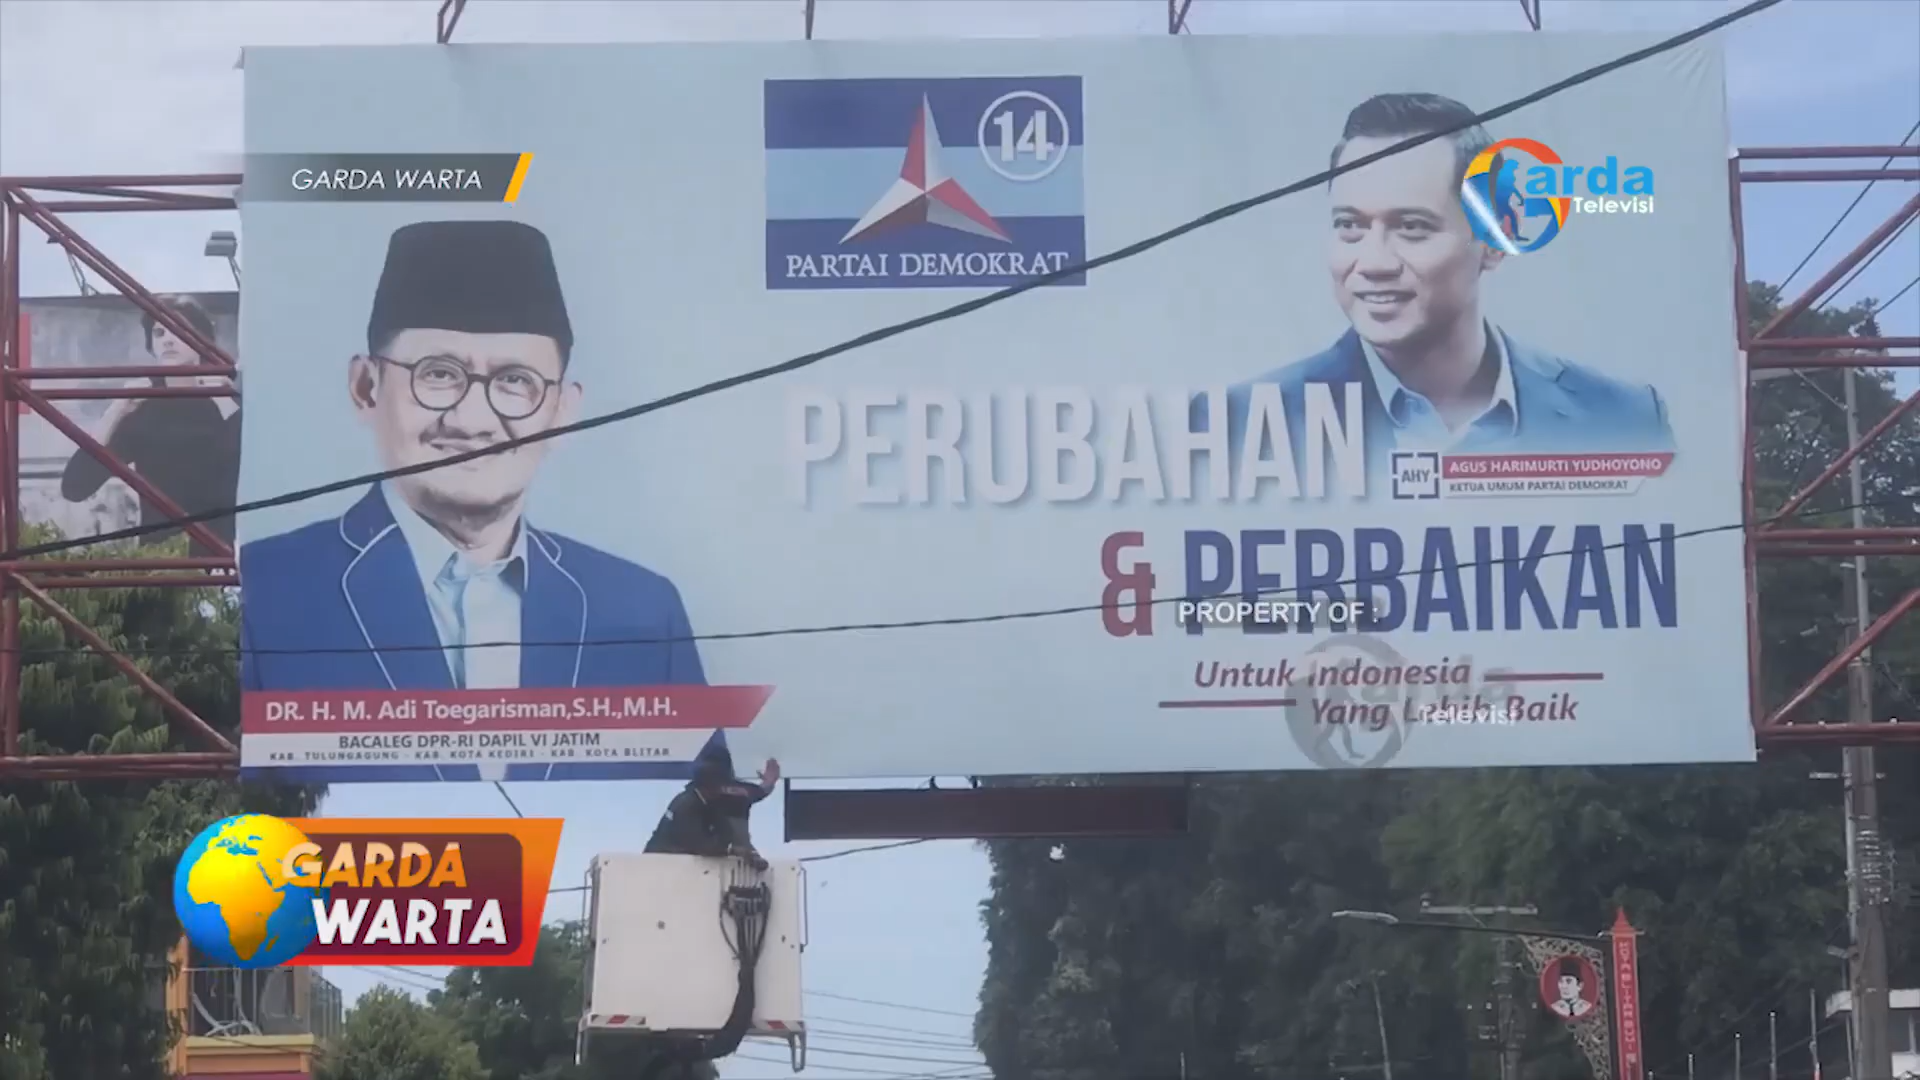 14
PARTAI DEMOKRAT
GARDA WARTA
Garda
Televisi
PERUBAHAN
AHY
AGUS HARIMURTI YUDHOYONO
KETUA UMUM PARTAI DEMOKRAT
& PERBAIKAN
PROPERTY OF :
Untuk Indonesia
Yang Lebih Baik
Garda
Televisi
DR. H. M. Adi Toegarisman,S.H.,M.H.
BACALEG DPR-RI DAPIL VI JATIM
KAB. TULUNGAGUNG - KAB. KOTA KEDIRI - KAB. KOTA BLITAR
GARDA
WARTA